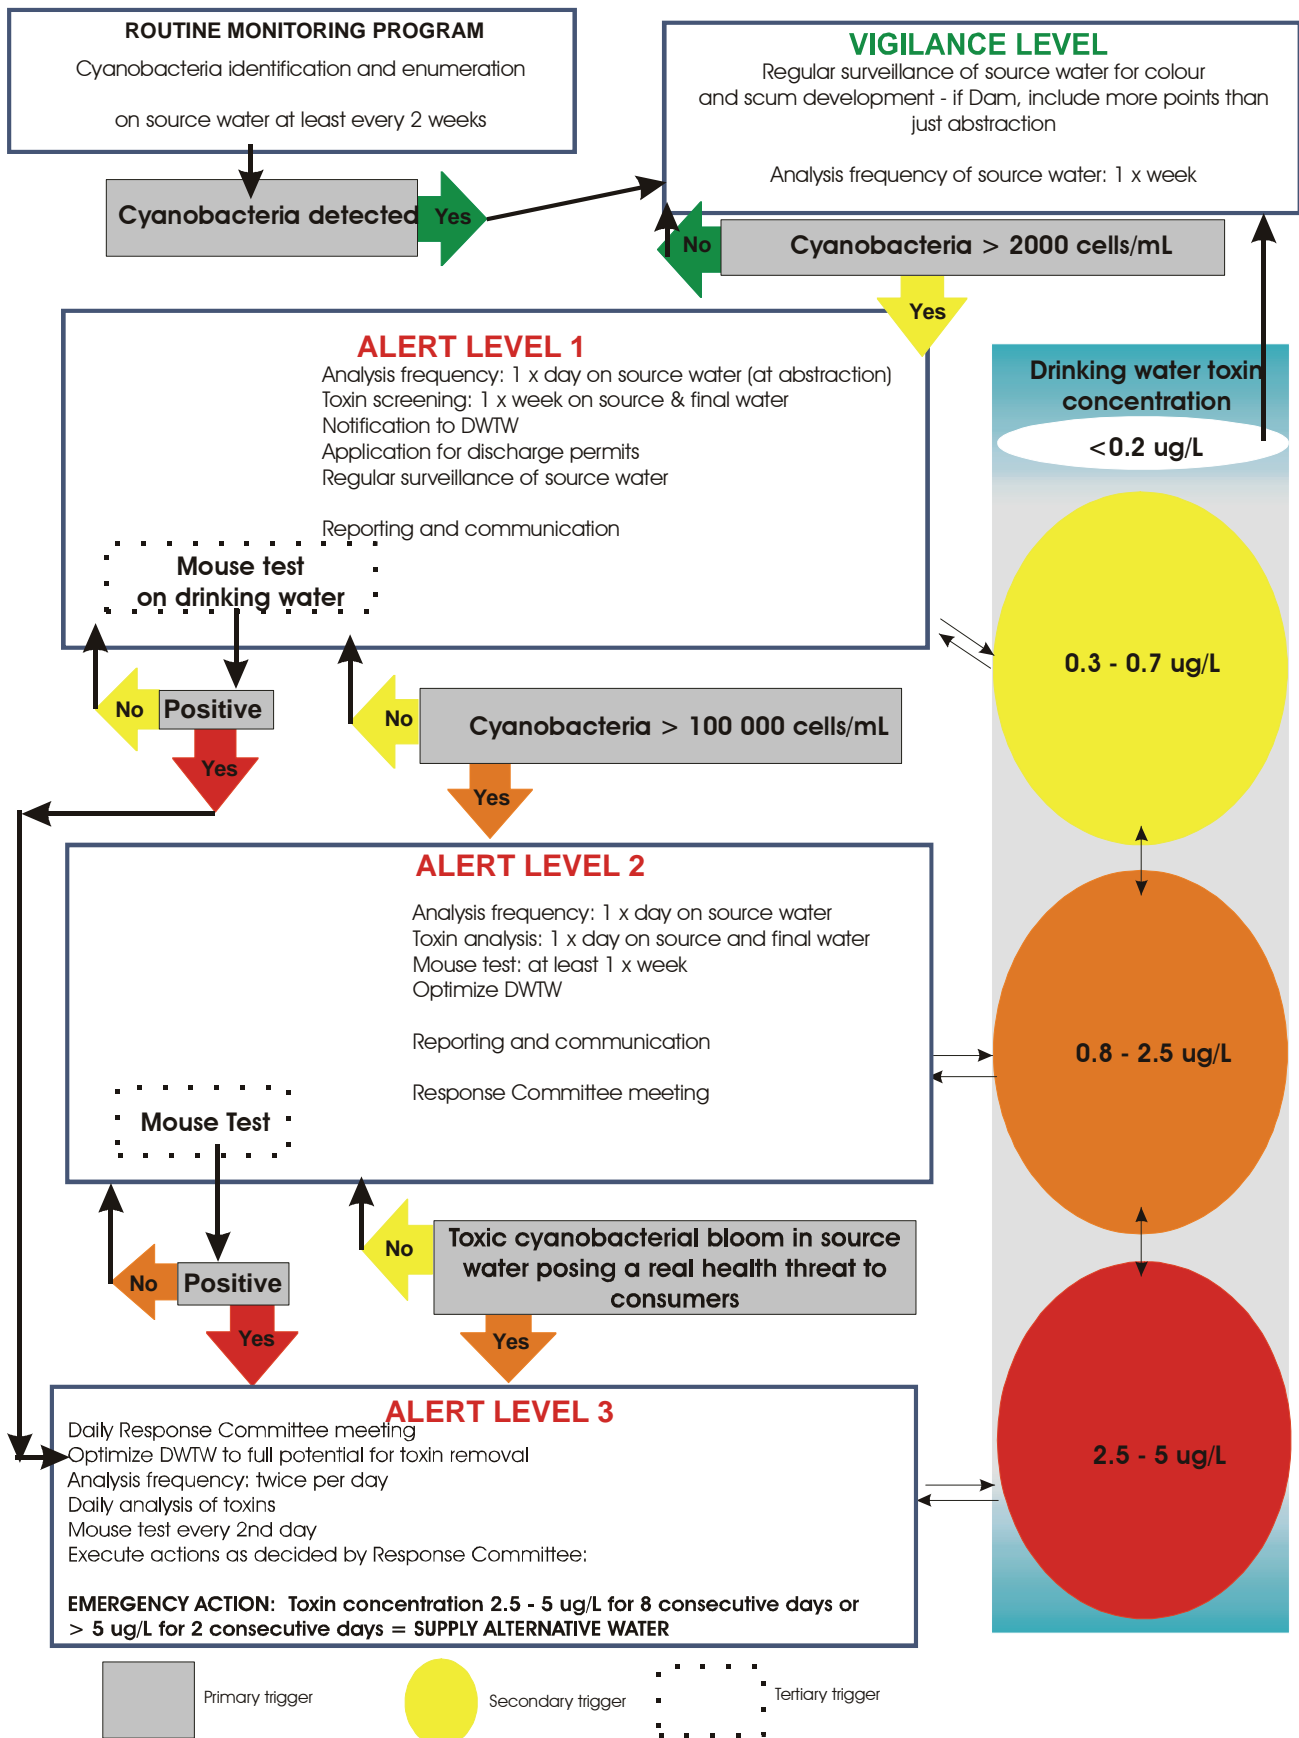 ROUTINE MONITORING PROGRAM
Cyanobacteria identification and enumeration
on source water at least every 2 weeks
VIGILANCE LEVEL
Regular surveillance of source water for colour
and scum development - if Dam, include more points than
just abstraction
Analysis frequency of source water: 1 x week
Cyanobacteria detected
Yes
No
Cyanobacteria > 2000 cells/mL
Yes
ALERT LEVEL 1
Analysis frequency: 1 x day on source water (at abstraction)
Toxin screening: 1 x week on source & final water
Notification to DWTW
Application for discharge permits
Regular surveillance of source water
Reporting and communication
Mouse test
on drinking water
Drinking water toxin
concentration
<0.2 ug/L
0.3 - 0.7 ug/L
No
Positive
Yes
No
Cyanobacteria > 100 000 cells/mL
Yes
ALERT LEVEL 2
Analysis frequency: 1 x day on source water
Toxin analysis: 1 x day on source and final water
Mouse test: at least 1 x week
Optimize DWTW
Reporting and communication
Response Committee meeting
Mouse Test
0.8 - 2.5 ug/L
No
Positive
Yes
No
Toxic cyanobacterial bloom in source
water posing a real health threat to
consumers
Yes
ALERT LEVEL 3
Daily Response Committee meeting
Optimize DWTW to full potential for toxin removal
Analysis frequency: twice per day
Daily analysis of toxins
Mouse test every 2nd day
Execute actions as decided by Response Committee:
EMERGENCY ACTION: Toxin concentration 2.5 - 5 ug/L for 8 consecutive days or
> 5 ug/L for 2 consecutive days = SUPPLY ALTERNATIVE WATER
2.5 - 5 ug/L
Primary trigger
Secondary trigger
Tertiary trigger